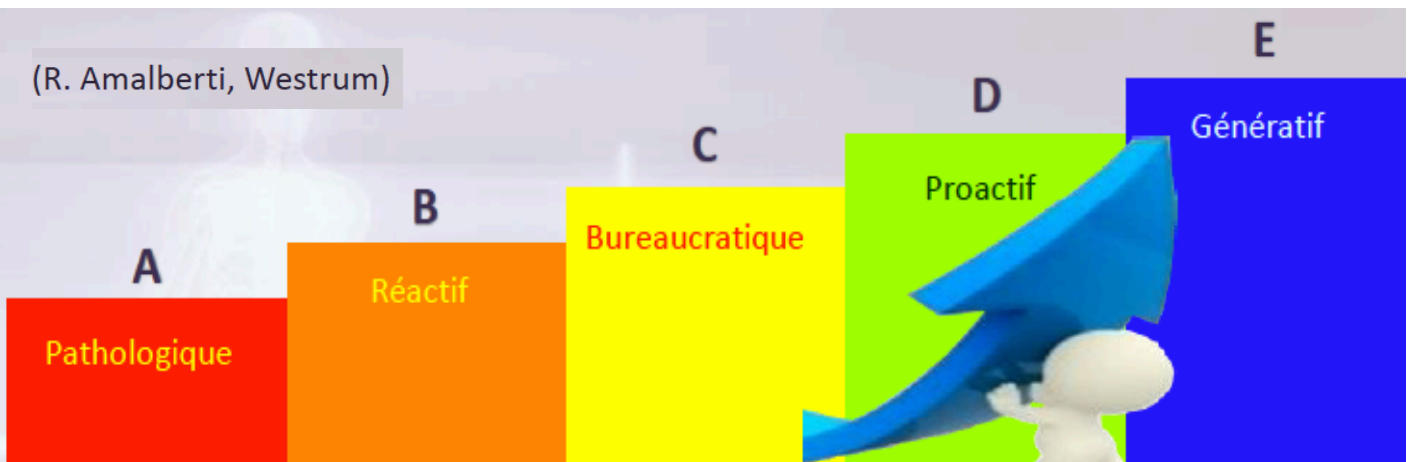 (R. Amalberti, Westrum)
A
Pathologique
B
Réactif
C
Bureaucratique
D
Proactif
E
Génératif